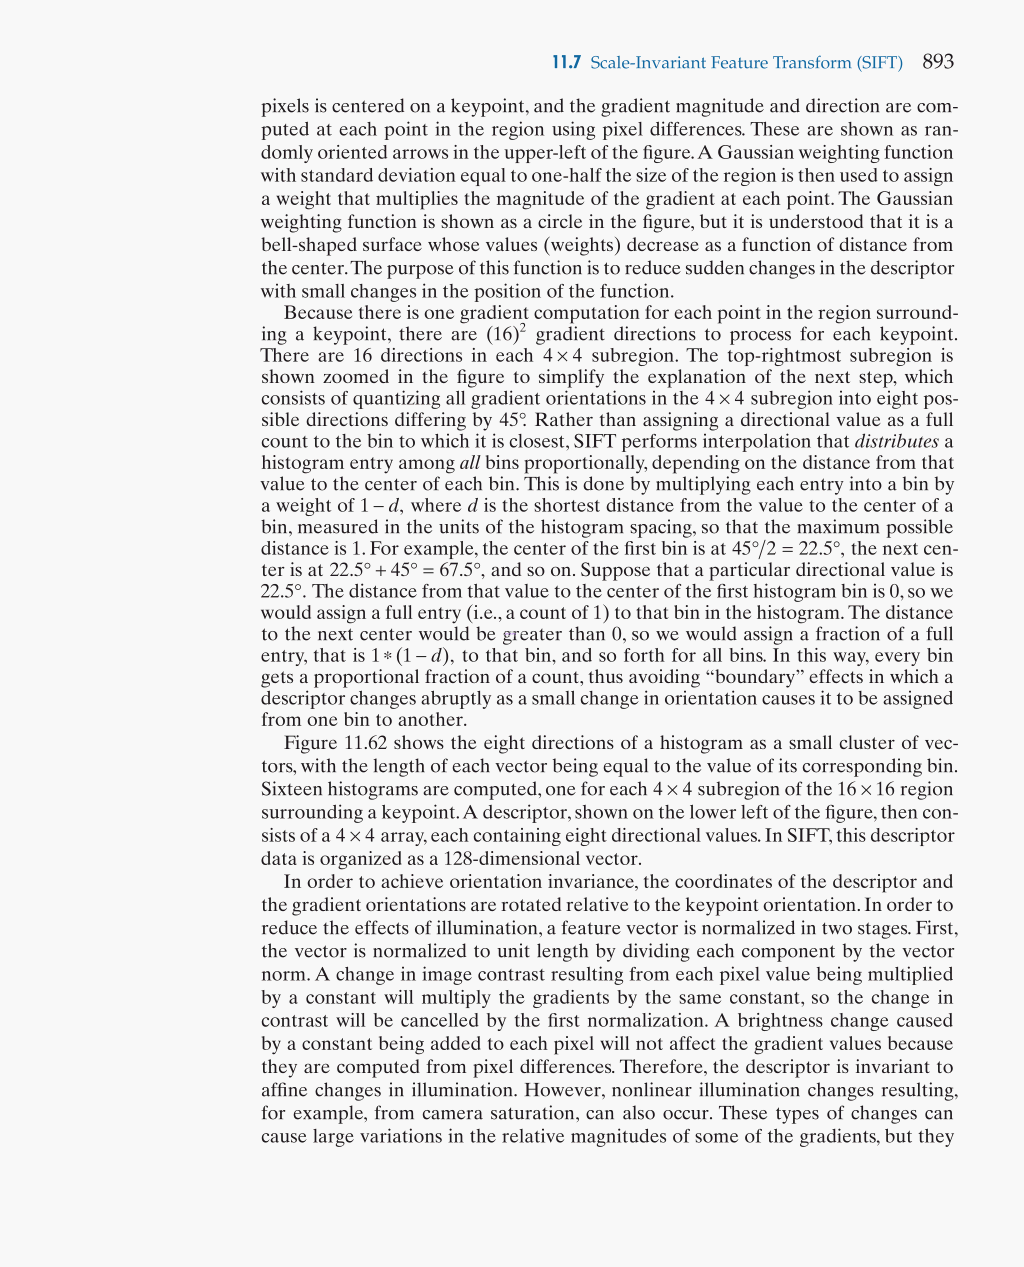 11.7 Scale-Invariant Feature Transform (SIFT) 893
pixels is centered on a keypoint, and the gradient magnitude and direction are com-
puted at each point in the region using pixel differences. These are shown as ran-
domly oriented arrows in the upper-left of the figure. A Gaussian weighting function
with standard deviation equal to one-half the size of the region is then used to assign
a weight that multiplies the magnitude of the gradient at each point. The Gaussian
weighting function is shown as a circle in the figure, but it is understood that it is a
bell-shaped surface whose values (weights) decrease as a function of distance from
the center. The purpose of this function is to reduce sudden changes in the descriptor
with small changes in the position of the function.
Because there is one gradient computation for each point in the region surround-
ing a keypoint, there are (16)² gradient directions to process for each keypoint.
There are 16 directions in each 4 × 4 subregion. The top-rightmost subregion is
shown zoomed in the figure to simplify the explanation of the next step, which
consists of quantizing all gradient orientations in the 4 × 4 subregion into eight pos-
sible directions differing by 45°. Rather than assigning a directional value as a full
count to the bin to which it is closest, SIFT performs interpolation that distributes a
histogram entry among all bins proportionally, depending on the distance from that
value to the center of each bin. This is done by multiplying each entry into a bin by
a weight of 1 − d, where d is the shortest distance from the value to the center of a
bin, measured in the units of the histogram spacing, so that the maximum possible
distance is 1. For example, the center of the first bin is at 45°/2 = 22.5°, the next cen-
ter is at 22.5° + 45° = 67.5°, and so on. Suppose that a particular directional value is
22.5°. The distance from that value to the center of the first histogram bin is 0, so we
would assign a full entry (i.e., a count of 1) to that bin in the histogram. The distance
to the next center would be greater than 0, so we would assign a fraction of a full
entry, that is 1 * (1 − d), to that bin, and so forth for all bins. In this way, every bin
gets a proportional fraction of a count, thus avoiding “boundary” effects in which a
descriptor changes abruptly as a small change in orientation causes it to be assigned
from one bin to another.
Figure 11.62 shows the eight directions of a histogram as a small cluster of vec-
tors, with the length of each vector being equal to the value of its corresponding bin.
Sixteen histograms are computed, one for each 4 × 4 subregion of the 16 × 16 region
surrounding a keypoint. A descriptor, shown on the lower left of the figure, then con-
sists of a 4 × 4 array, each containing eight directional values. In SIFT, this descriptor
data is organized as a 128-dimensional vector.
In order to achieve orientation invariance, the coordinates of the descriptor and
the gradient orientations are rotated relative to the keypoint orientation. In order to
reduce the effects of illumination, a feature vector is normalized in two stages. First,
the vector is normalized to unit length by dividing each component by the vector
norm. A change in image contrast resulting from each pixel value being multiplied
by a constant will multiply the gradients by the same constant, so the change in
contrast will be cancelled by the first normalization. A brightness change caused
by a constant being added to each pixel will not affect the gradient values because
they are computed from pixel differences. Therefore, the descriptor is invariant to
affine changes in illumination. However, nonlinear illumination changes resulting,
for example, from camera saturation, can also occur. These types of changes can
cause large variations in the relative magnitudes of some of the gradients, but they